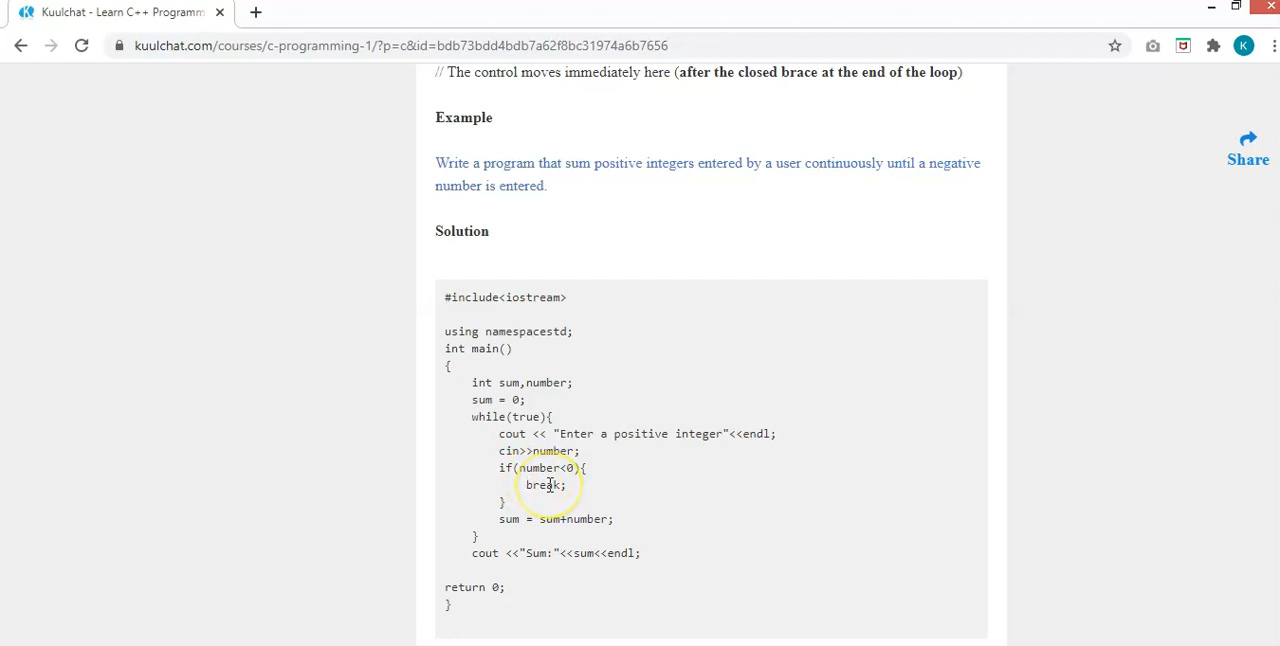 Kuulchat - Learn C++ Programm
kuulchat.com/courses/c-programming-1/?p=c&id=bdb73bdd4bdb7a62f8bc31974a6b7656
K
// The control moves immediately here (after the closed brace at the end of the loop)
Example
Share
Write a program that sum positive integers entered by a user continuously until a negative
number is entered.
Solution
#include<iostream>
using namespacestd;
int main()
{
int sum,number;
sum = 0;
while(true){
cout << "Enter a positive integer"<<endl;
cin>>number;
if(number<0){
break;
}
sum = sum+number;
}
cout <<"Sum:"<<sum<<endl;
return 0;
}